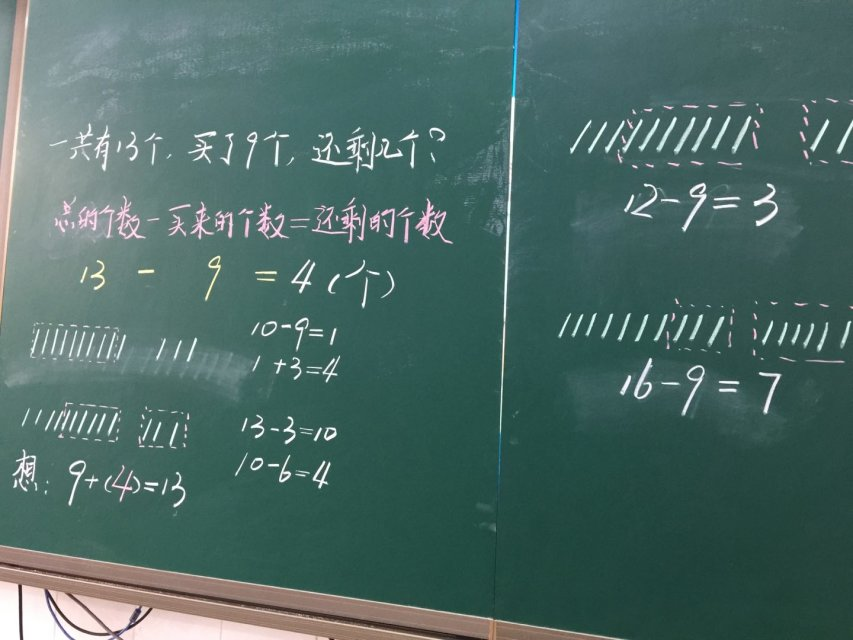 一共有13个，买了9个，还剩几个？
总的个数-买来的个数=还剩的个数
13 - 9 = 4(个)
10-9=1
1+3=4
13-3=10
10-6=4
想：9+(4)=13
12-9=3
16-9=7